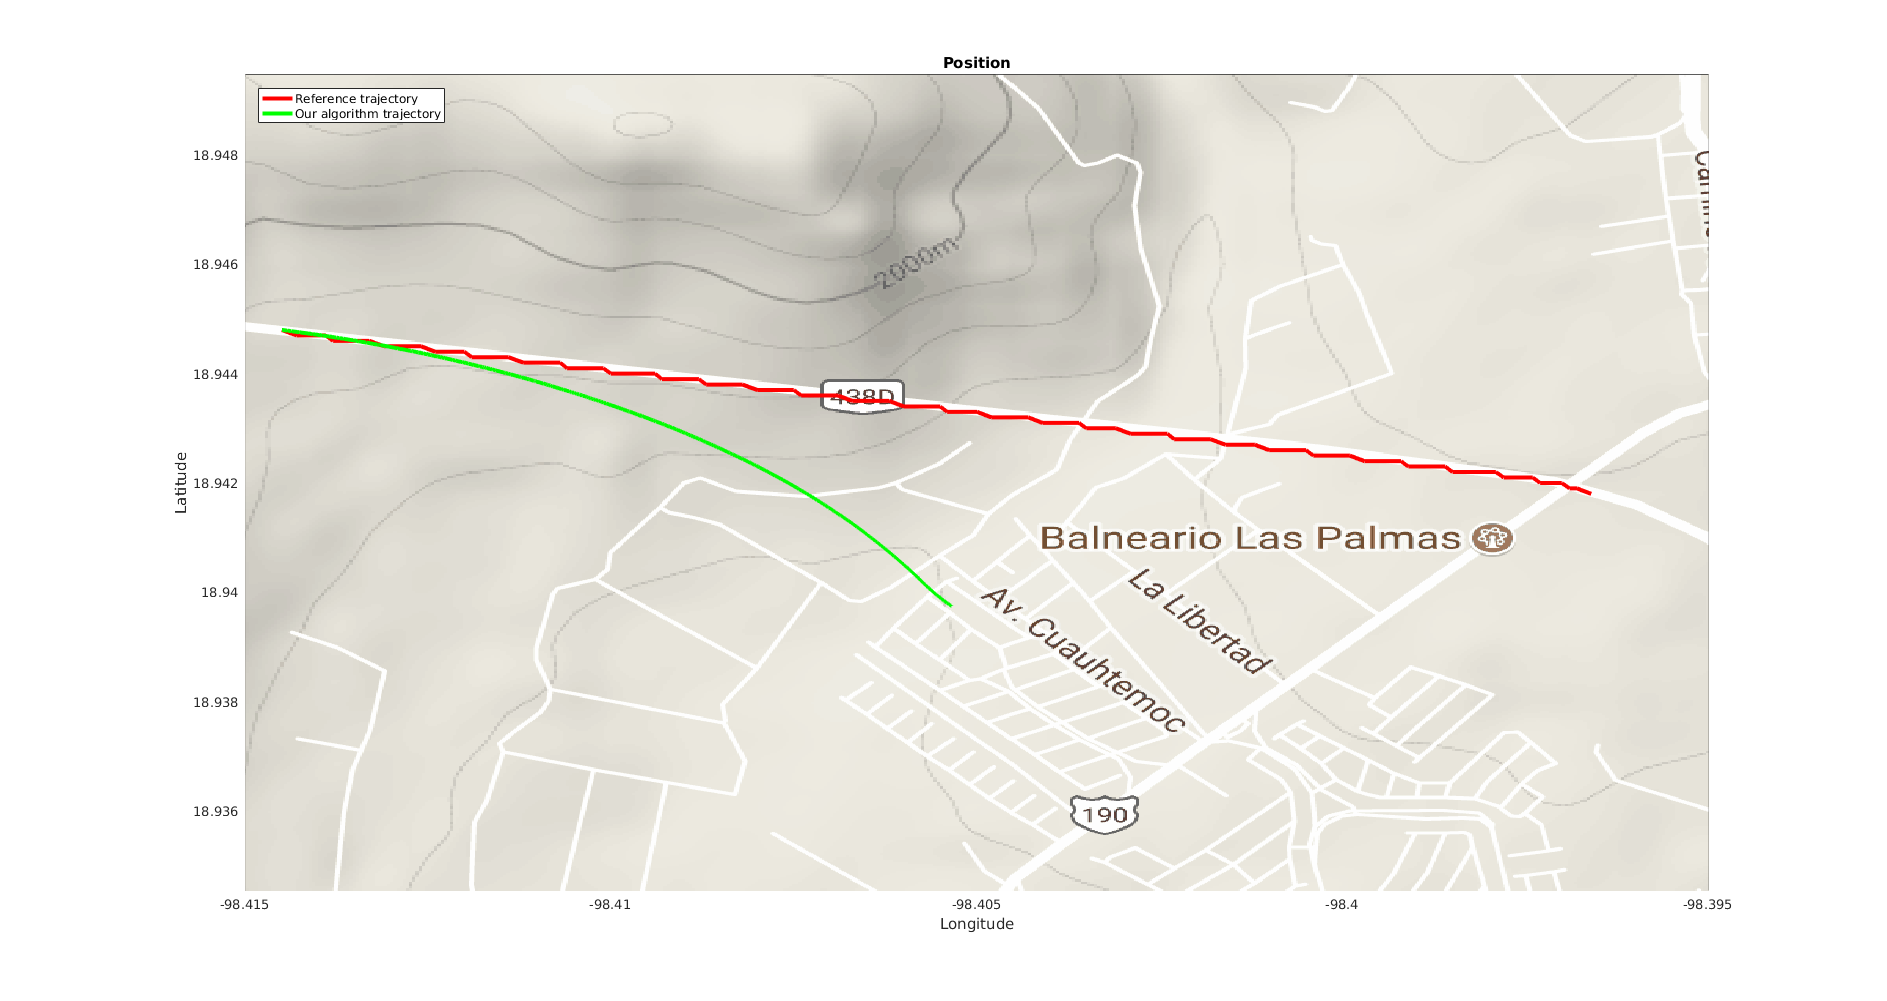 Position
Reference trajectory
Our algorithm trajectory
18.948
18.946
18.944
18.942
18.94
18.938
18.936
Latitude
2000m
438D
Balneario Las Palmas
La Libertad
Av. Cuauhtemoc
190
-98.415
-98.41
-98.405
-98.4
-98.395
Longitude